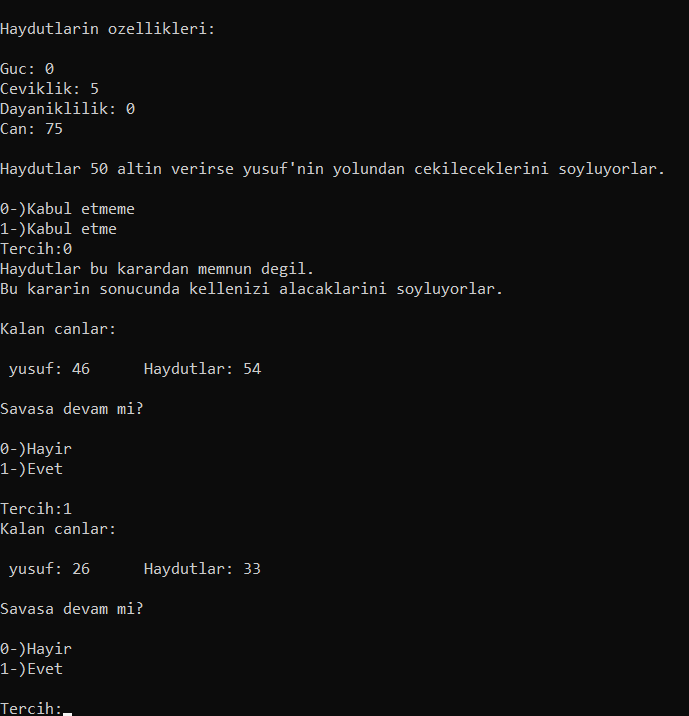 Haydutlarin ozellikleri:
Guc: 0
Ceviklik: 5
Dayaniklilik: 0
Can: 75
Haydutlar 50 altin verirse yusuf'nin yolundan cekileceklerini soyluyorlar.
0-)Kabul etmeme
1-)Kabul etme
Tercih:0
Haydutlar bu karardan memnun degil.
Bu kararin sonucunda kellenizi alacaklarini soyluyorlar.
Kalan canlar:
yusuf: 46      Haydutlar: 54
Savasa devam mi?
0-)Hayir
1-)Evet
Tercih:1
Kalan canlar:
yusuf: 26      Haydutlar: 33
Savasa devam mi?
0-)Hayir
1-)Evet
Tercih: